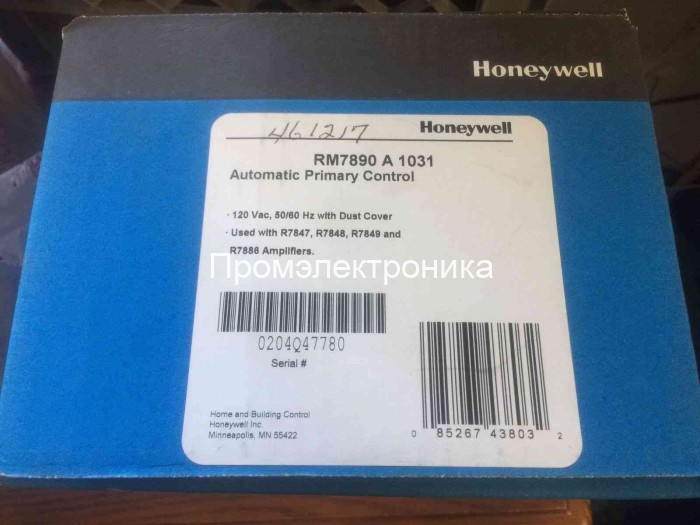 Honeywell
461217
Honeywell
RM7890 A 1031
Automatic Primary Control
· 120 Vac, 50/60 Hz with Dust Cover
· Used with R7847, R7848, R7849 and
R7886 Amplifiers.
Промэлектроника
0204Q47780
Serial #
Home and Building Control
Honeywell Inc.
Minneapolis, MN 55422
0 85267 43803 2